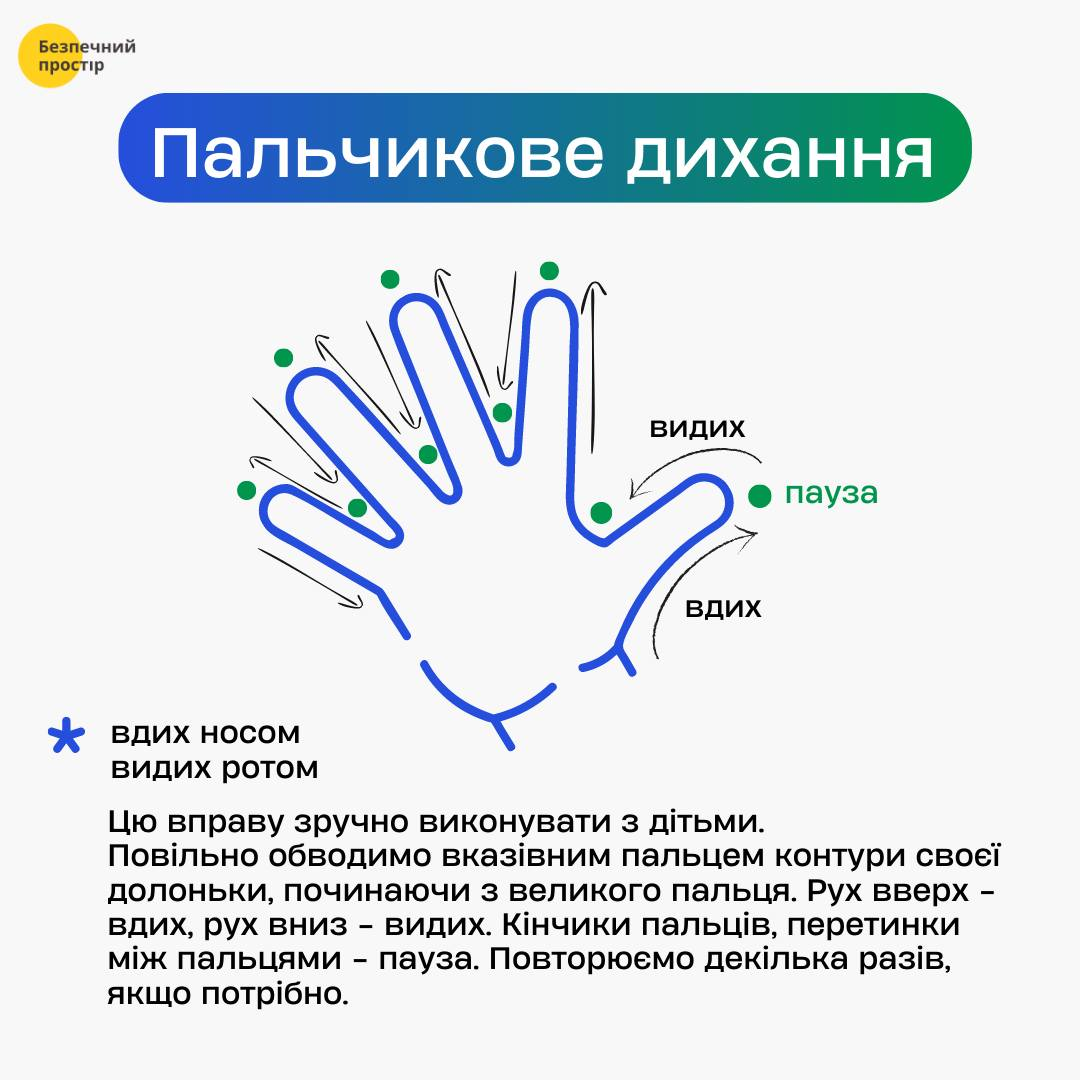 Безпечний
простір
Пальчикове дихання
видих
пауза
вдих
вдих носом
видих ротом
Цю вправу зручно виконувати з дітьми.
Повільно обводимо вказівним пальцем контури своєї
долоньки, починаючи з великого пальця. Рух вверх –
вдих, рух вниз – видих. Кінчики пальців, перетинки
між пальцями – пауза. Повторюємо декілька разів,
якщо потрібно.